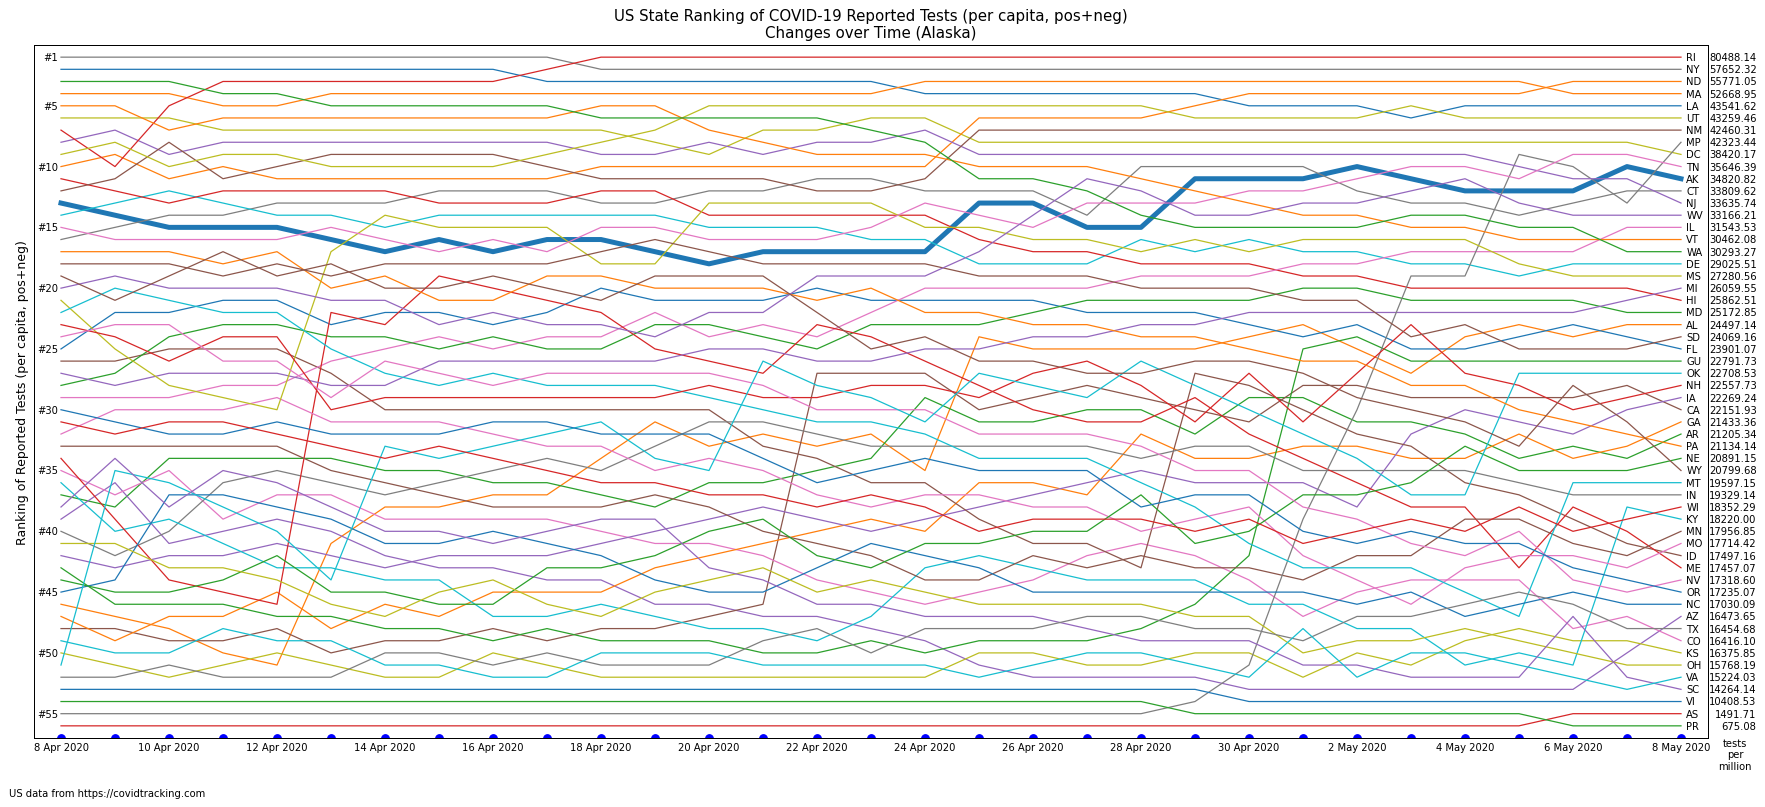 US State Ranking of COVID-19 Reported Tests (per capita, pos+neg)
Changes over Time (Alaska)
Ranking of Reported Tests (per capita, pos+neg)
#1
#5
#10
#15
#20
#25
#30
#35
#40
#45
#50
#55
RI 80488.14
NY 57652.32
ND 55771.05
MA 52668.95
LA 43541.62
UT 43259.46
NM 42460.31
MP 42323.44
DC 38420.17
TN 35646.39
AK 34820.82
CT 33809.62
NJ 33635.74
WV 33166.21
IL 31543.53
VT 30462.08
WA 30293.27
DE 29025.51
MS 27280.56
MI 26059.55
HI 25862.51
MD 25172.85
AL 24497.14
SD 24069.16
FL 23901.07
GU 22791.73
OK 22708.53
NH 22557.73
IA 22269.24
CA 22151.93
GA 21433.36
AR 21205.34
PA 21134.14
NE 20891.15
WY 20799.68
MT 19597.15
IN 19329.14
WI 18352.29
KY 18220.00
MN 17956.85
MO 17714.42
ID 17497.16
ME 17457.07
NV 17318.60
OR 17235.07
NC 17030.09
AZ 16473.65
TX 16454.68
CO 16416.10
KS 16375.85
OH 15768.19
VA 15224.03
SC 14264.14
VI 10408.53
AS 1491.71
PR 675.08
8 Apr 2020 10 Apr 2020 12 Apr 2020 14 Apr 2020 16 Apr 2020 18 Apr 2020 20 Apr 2020 22 Apr 2020 24 Apr 2020 26 Apr 2020 28 Apr 2020 30 Apr 2020 2 May 2020 4 May 2020 6 May 2020 8 May 2020
tests
per
million
US data from https://covidtracking.com